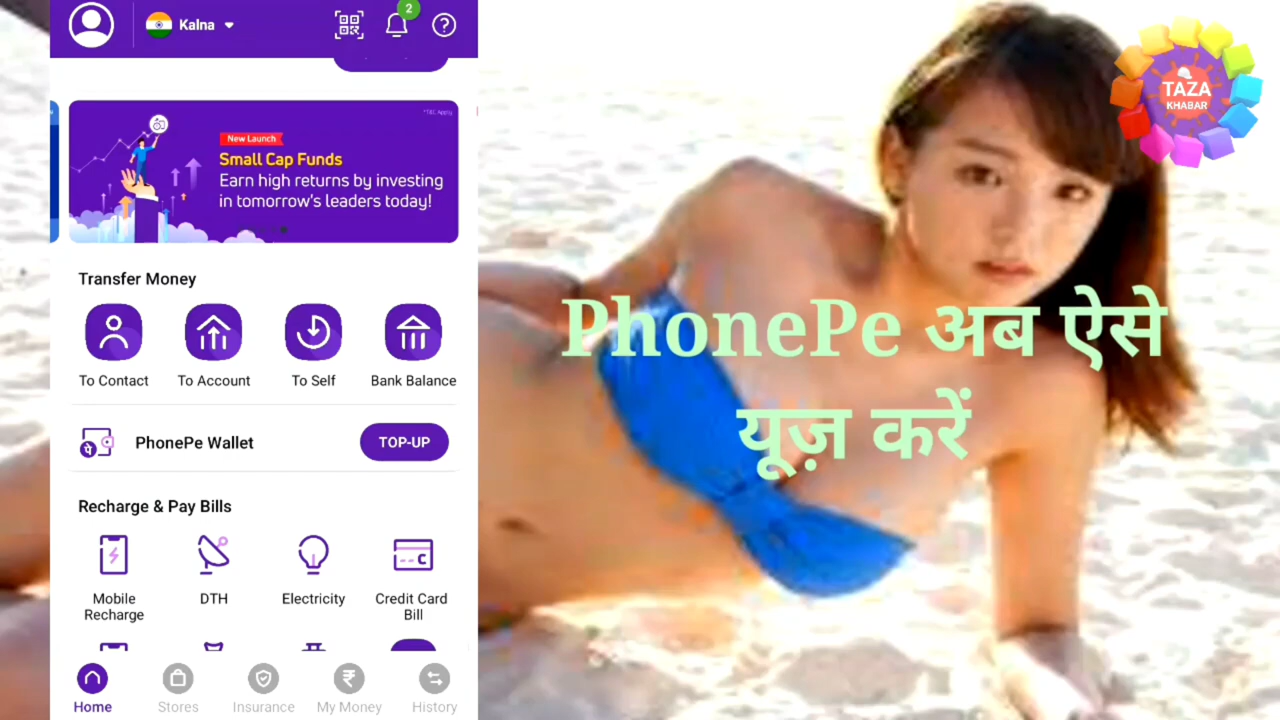 Kalna
2
*T&C Apply
New Launch
Small Cap Funds
Earn high returns by investing
in tomorrow's leaders today!
Transfer Money
To Contact
To Account
To Self
Bank Balance
PhonePe Wallet
TOP-UP
Recharge & Pay Bills
Mobile
Recharge
DTH
Electricity
Credit Card
Bill
Home
Stores
Insurance
My Money
History
PhonePe अब ऐसे
यूज़ करें
TAZA
KHABAR